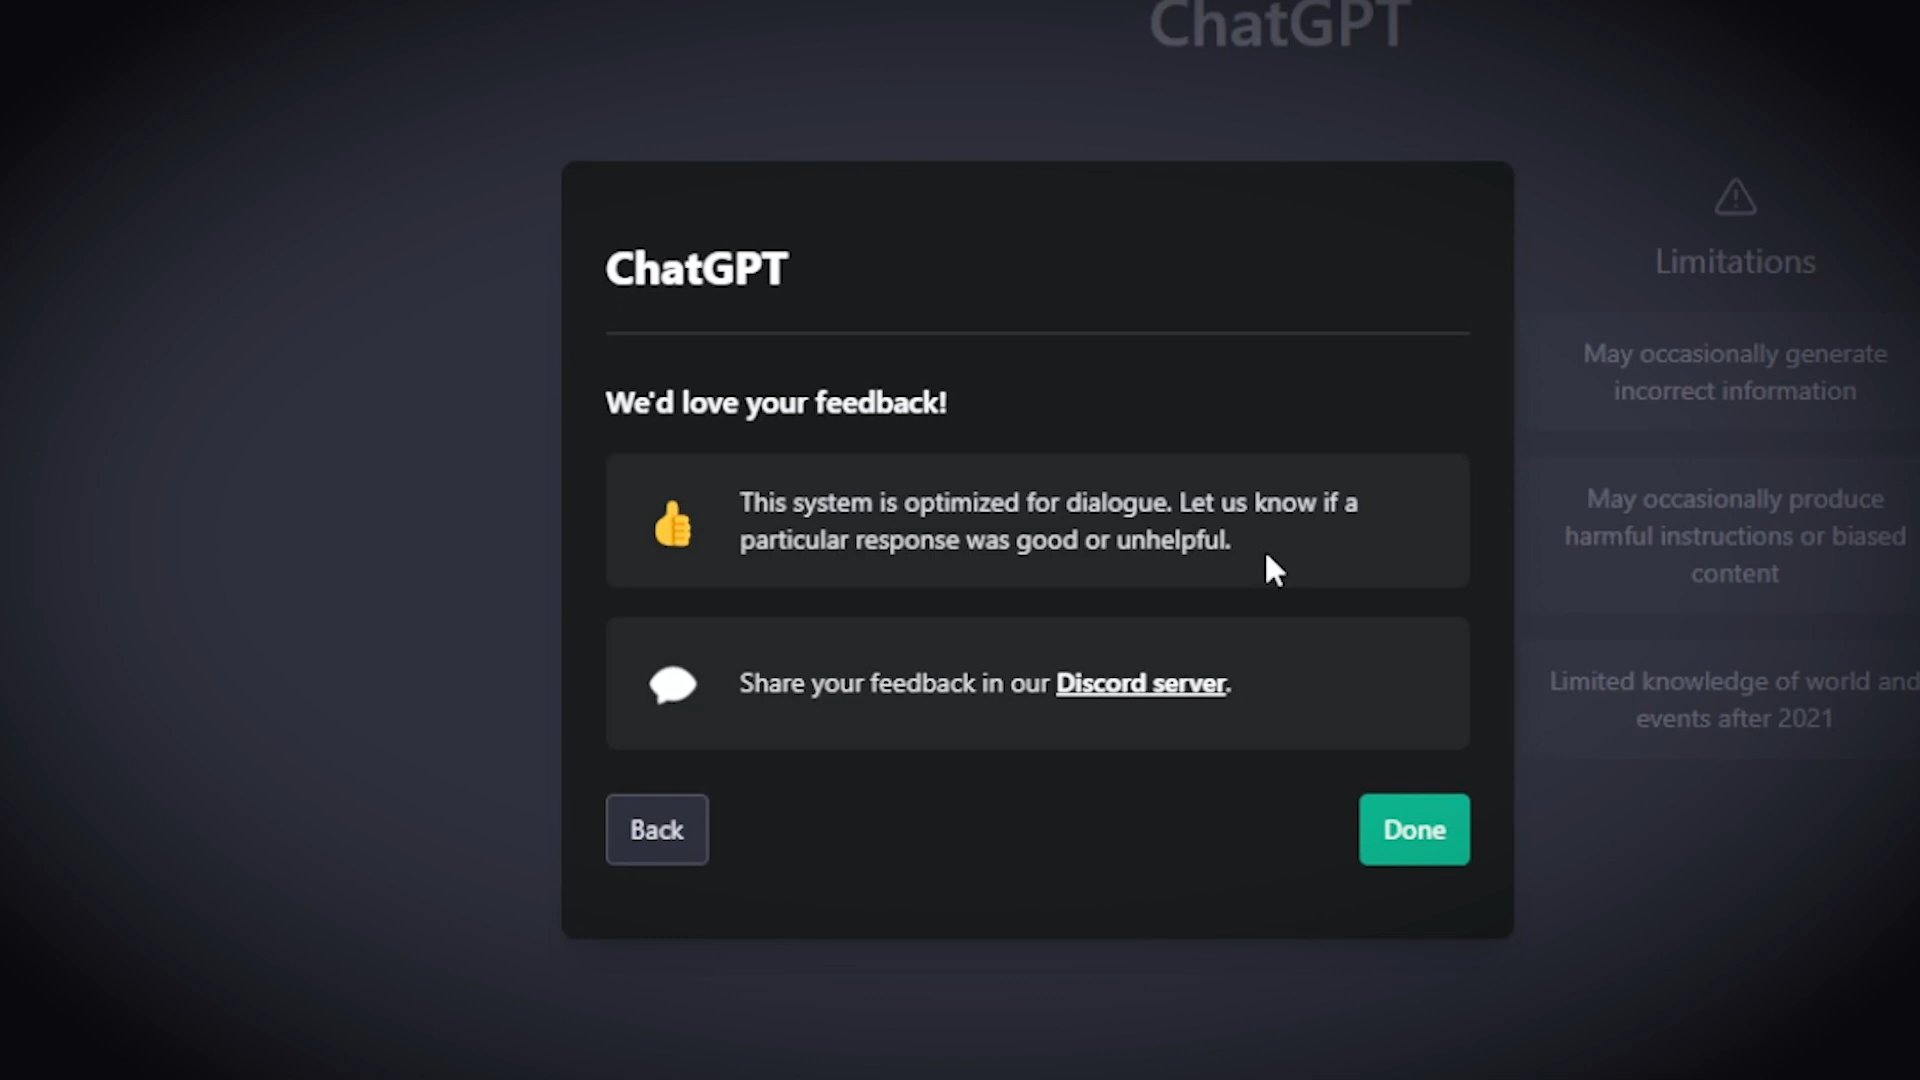 ChatGPT
ChatGPT
We'd love your feedback!
This system is optimized for dialogue. Let us know if a
particular response was good or unhelpful.
Share your feedback in our Discord server.
Back
Done
Limitations
May occasionally generate
incorrect information
May occasionally produce
harmful instructions or biased
content
Limited knowledge of world and
events after 2021